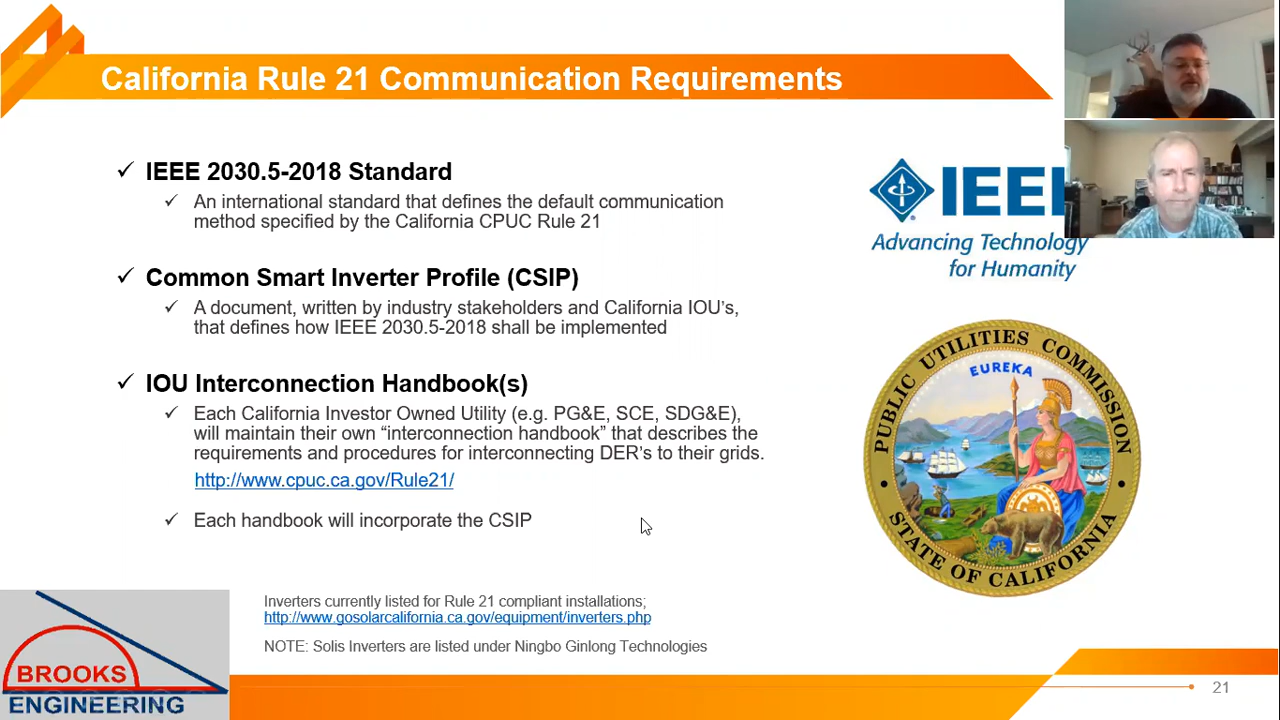 California Rule 21 Communication Requirements
✓ IEEE 2030.5-2018 Standard
✓ An international standard that defines the default communication
method specified by the California CPUC Rule 21
✓ Common Smart Inverter Profile (CSIP)
✓ A document, written by industry stakeholders and California IOU's,
that defines how IEEE 2030.5-2018 shall be implemented
✓ IOU Interconnection Handbook(s)
✓ Each California Investor Owned Utility (e.g. PG&E, SCE, SDG&E),
will maintain their own “interconnection handbook” that describes the
requirements and procedures for interconnecting DER's to their grids.
http://www.cpuc.ca.gov/Rule21/
✓ Each handbook will incorporate the CSIP
Inverters currently listed for Rule 21 compliant installations;
http://www.gosolarcalifornia.ca.gov/equipment/inverters.php
NOTE: Solis Inverters are listed under Ningbo Ginlong Technologies
IEEE
Advancing Technology
for Humanity
PUBLIC UTILITIES COMMISSION
EUREKA
STATE OF CALIFORNIA
BROOKS
ENGINEERING
21